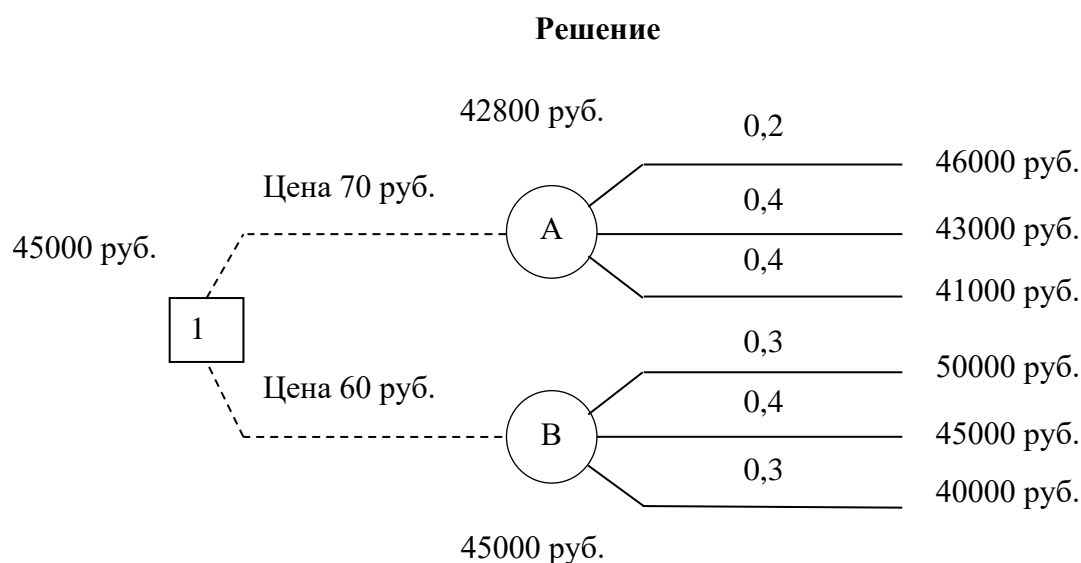 Решение
42800 руб.
0,2
46000 руб.
Цена 70 руб.
0,4
A
43000 руб.
45000 руб.
0,4
41000 руб.
1
0,3
50000 руб.
Цена 60 руб.
0,4
B
45000 руб.
0,3
40000 руб.
45000 руб.